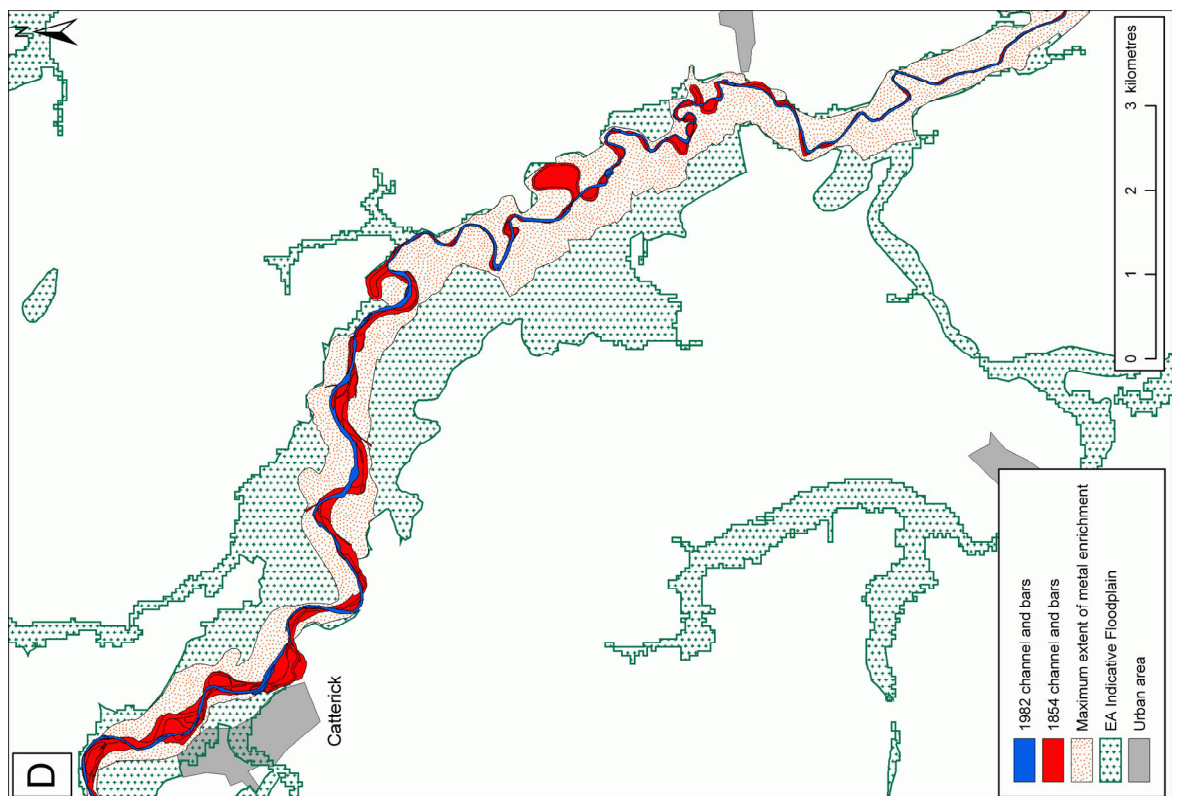 D
N
Catterick
1982 channel and bars
1854 channel and bars
Maximum extent of metal enrichment
EA Indicative Floodplain
Urban area
0 1 2 3 kilometres